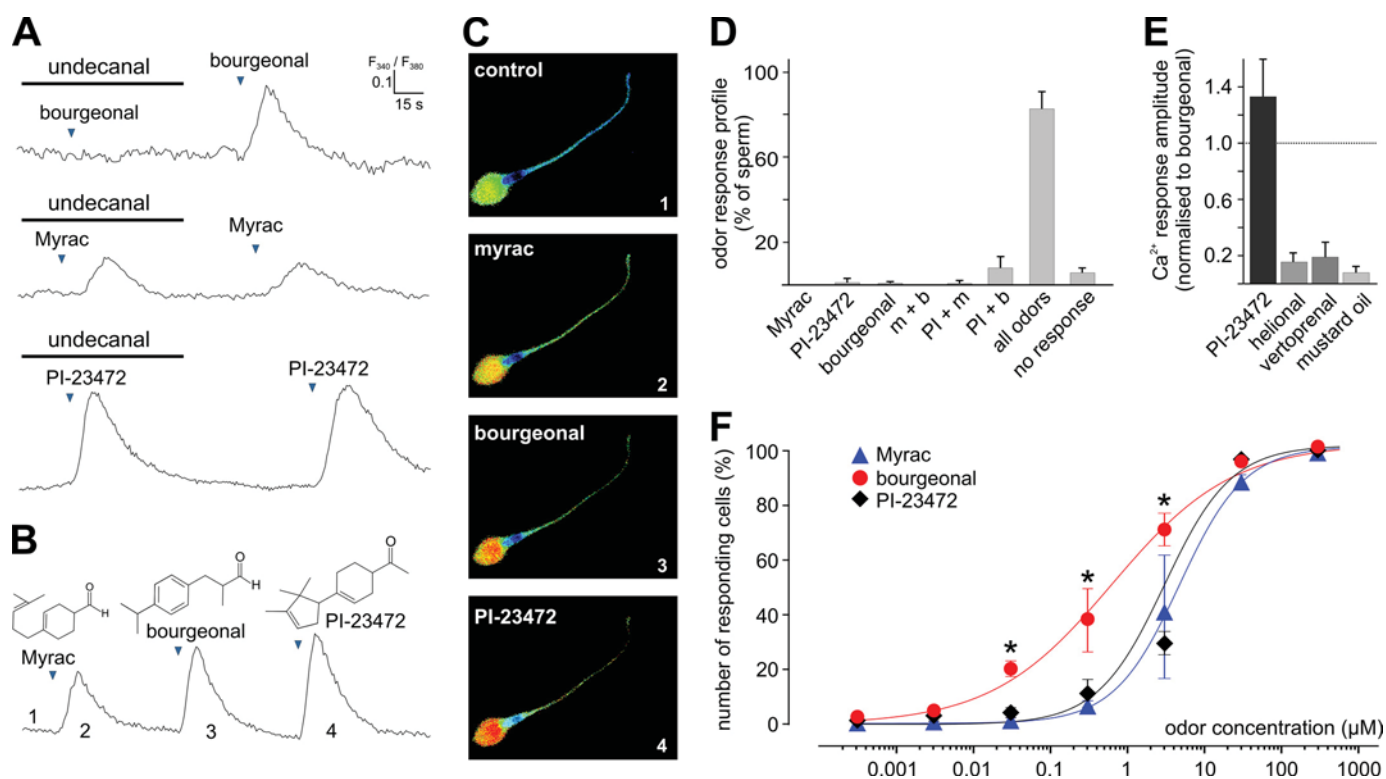 A
undecanal
bourgeonal
bourgeonal
F340 / F380
0.1
15 s
undecanal
Myrac
Myrac
undecanal
PI-23472
PI-23472
B
O
H
O
H
O
Myrac
bourgeonal
PI-23472
1
2
3
4
C
control
1
myrac
2
bourgeonal
3
PI-23472
4
D
odor response profile
(% of sperm)
100
60
20
Myrac
PI-23472
bourgeonal
m + b
PI + m
PI + b
all odors
no response
E
Ca²⁺ response amplitude
(normalised to bourgeonal)
1.4
1.0
0.6
0.2
PI-23472
helional
vertoprenal
mustard oil
F
Myrac
bourgeonal
PI-23472
number of responding cells (%)
100
80
60
40
20
0
*
*
*
odor concentration (µM)
0.001
0.01
0.1
1
10
100
1000